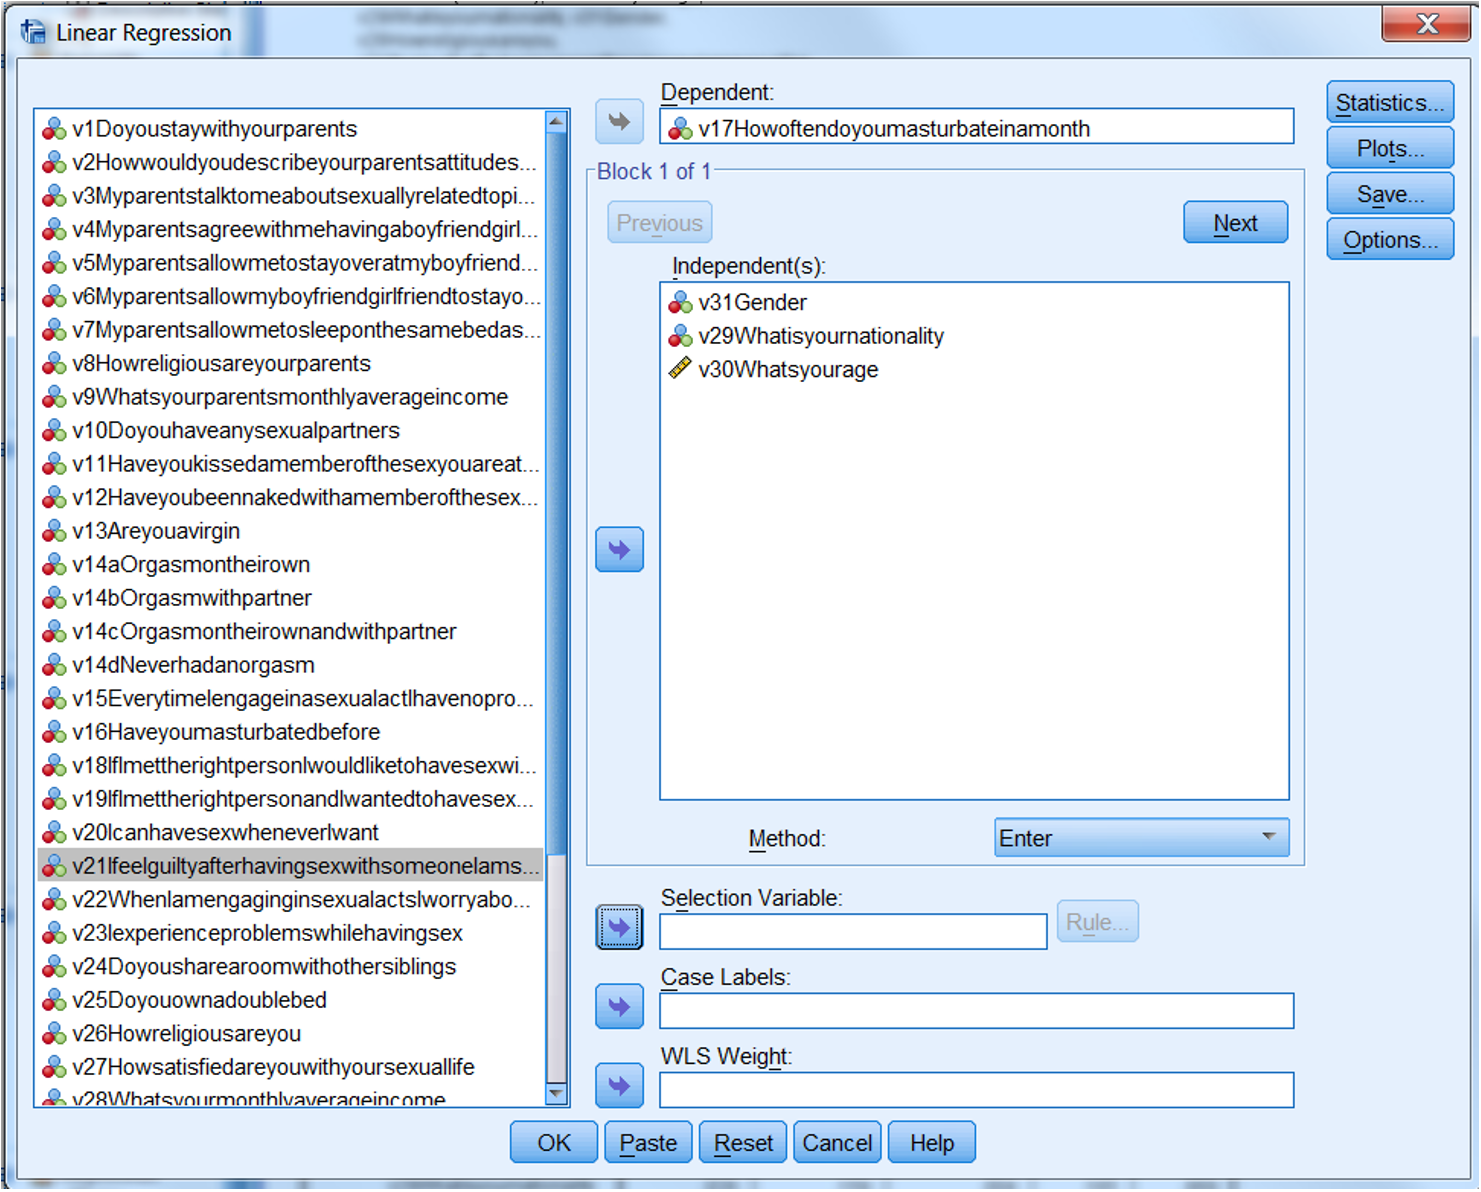 Linear Regression
v1Doyoustaywithyourparents
v2Howwouldyoudescribeyourparentsattitudes...
v3Myparentstalktomeaboutsexuallyrelatedtopi...
v4Myparentsagreewithmehavingaboyfriendgirl...
v5Myparentsallowmetostayoveratmyboyfriend...
v6Myparentsallowmyboyfriendgirlfriendtostayo...
v7Myparentsallowmetosleeponthesamebedas...
v8Howreligiousareyourparents
v9Whatsyourparentsmonthlyaverageincome
v10Doyouhaveanysexualpartners
v11Haveyoukissedamemberofthesexyouareat...
v12Haveyoubeennakedwithamemberofthesex...
v13Areyouavirgin
v14aOrgasmontheirown
v14bOrgasmwithpartner
v14cOrgasmontheirownandwithpartner
v14dNeverhadanorgasm
v15EverytimeIengageinasexualactIhavenopro...
v16Haveyoumasturbatedbefore
v18IfImettherightpersonIwouldliketohavesexwi...
v19IfImettherightpersonandIwantedtohavesex...
v20IcanhavesexwheneverIwant
v21IfeelguiltyafterhavingsexwithsomeoneIams...
v22WhenIamengaginginsexualactsIworryabo...
v23Iexperienceproblemswhilehavingsex
v24Doyousharearoomwithothersiblings
v25Doyouownadoublebed
v26Howreligiousareyou
v27Howsatisfiedareyouwithyoursexuallife
v28Whatsyourmonthlyaverageincome
Dependent:
v17Howoftendoyoumasturbateinamonth
Block 1 of 1
Previous
Next
Independent(s):
v31Gender
v29Whatisyournationality
v30Whatsyourage
Method:
Enter
Selection Variable:
Rule...
Case Labels:
WLS Weight:
Statistics...
Plots...
Save...
Options...
OK
Paste
Reset
Cancel
Help